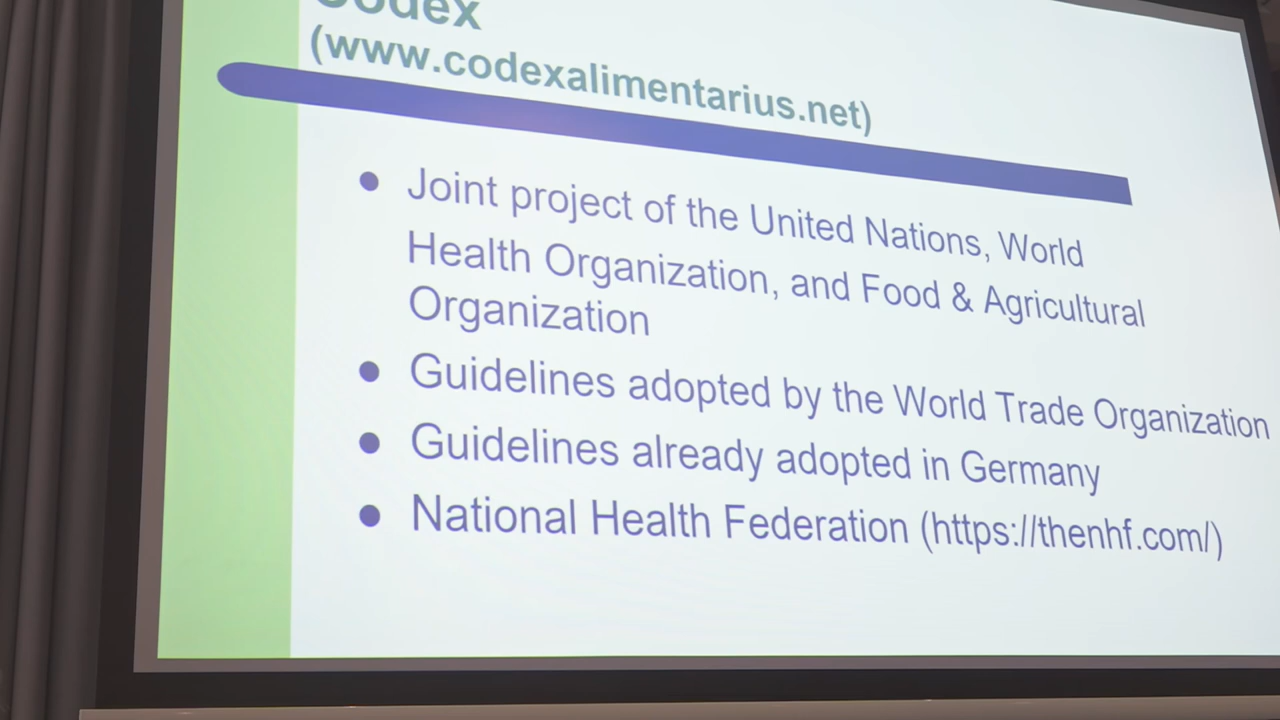 Codex
(www.codexalimentarius.net)
● Joint project of the United Nations, World
Health Organization, and Food & Agricultural
Organization
● Guidelines adopted by the World Trade Organization
● Guidelines already adopted in Germany
● National Health Federation (https://thenhf.com/)